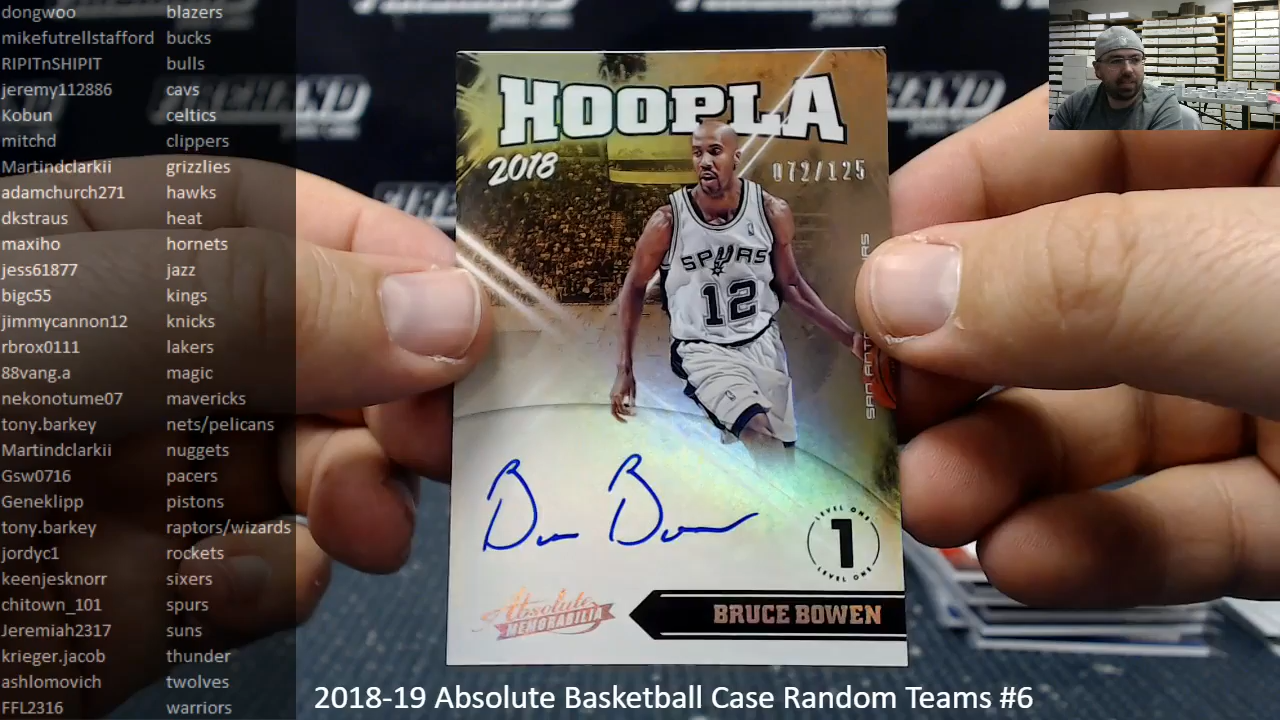 dongwoo blazers
mikefutrellstafford bucks
RIPITnSHIPIT bulls
jeremy112886 cavs
Kobun celtics
mitchd clippers
Martindclarkii grizzlies
adamchurch271 hawks
dkstraus heat
maxiho hornets
jess61877 jazz
bigc55 kings
jimmycannon12 knicks
rbrox0111 lakers
88vang.a magic
nekonotume07 mavericks
tony.barkey nets/pelicans
Martindclarkii nuggets
Gsw0716 pacers
Geneklipp pistons
tony.barkey raptors/wizards
jordyc1 rockets
keenjesknorr sixers
chitown_101 spurs
Jeremiah2317 suns
krieger.jacob thunder
ashlomovich twolves
FFL2316 warriors
HOOPLA
2018
072/125
SPURS
12
SAN ANTO
LEVEL ONE
1
LEVEL ONE
Absolute
MEMORABILIA
BRUCE BOWEN
2018-19 Absolute Basketball Case Random Teams #6